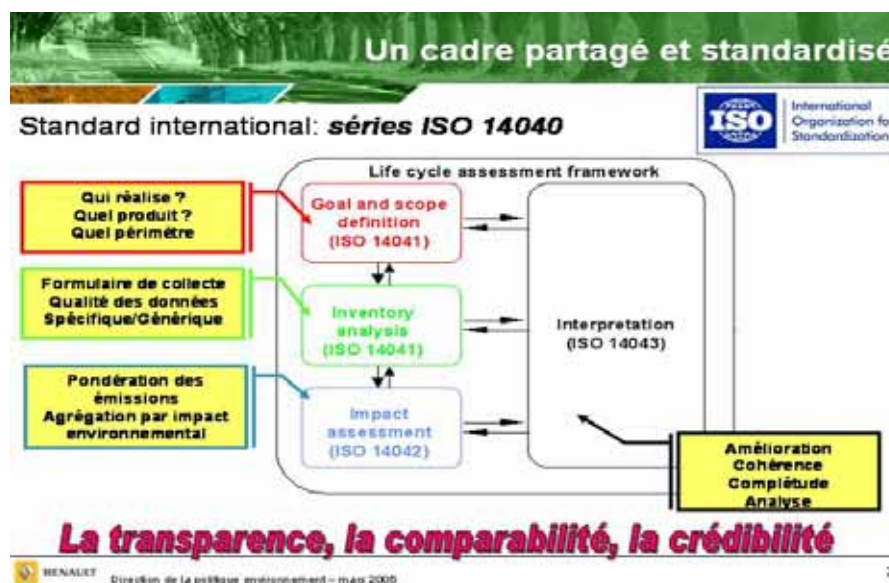 Un cadre partagé et standardisé
Standard international: séries ISO 14040
ISO
International
Organization for
Standardization
Life cycle assessment framework
Qui réalise ?
Quel produit ?
Quel périmétre
Goal and scope
definition
(ISO 14041)
Formulaire de collecte
Qualité des données
Spécifique/Générique
Inventory
analysis
(ISO 14041)
Interpretation
(ISO 14043)
Pondération des
émissions
Agrégation par impact
environnemental
Impact
assessment
(ISO 14042)
Amélioration
Cohérence
Complétude
Analyse
La transparence, la comparabilité, la crédibilité
RENAULT
Direction de la politique environnement – mars 2005